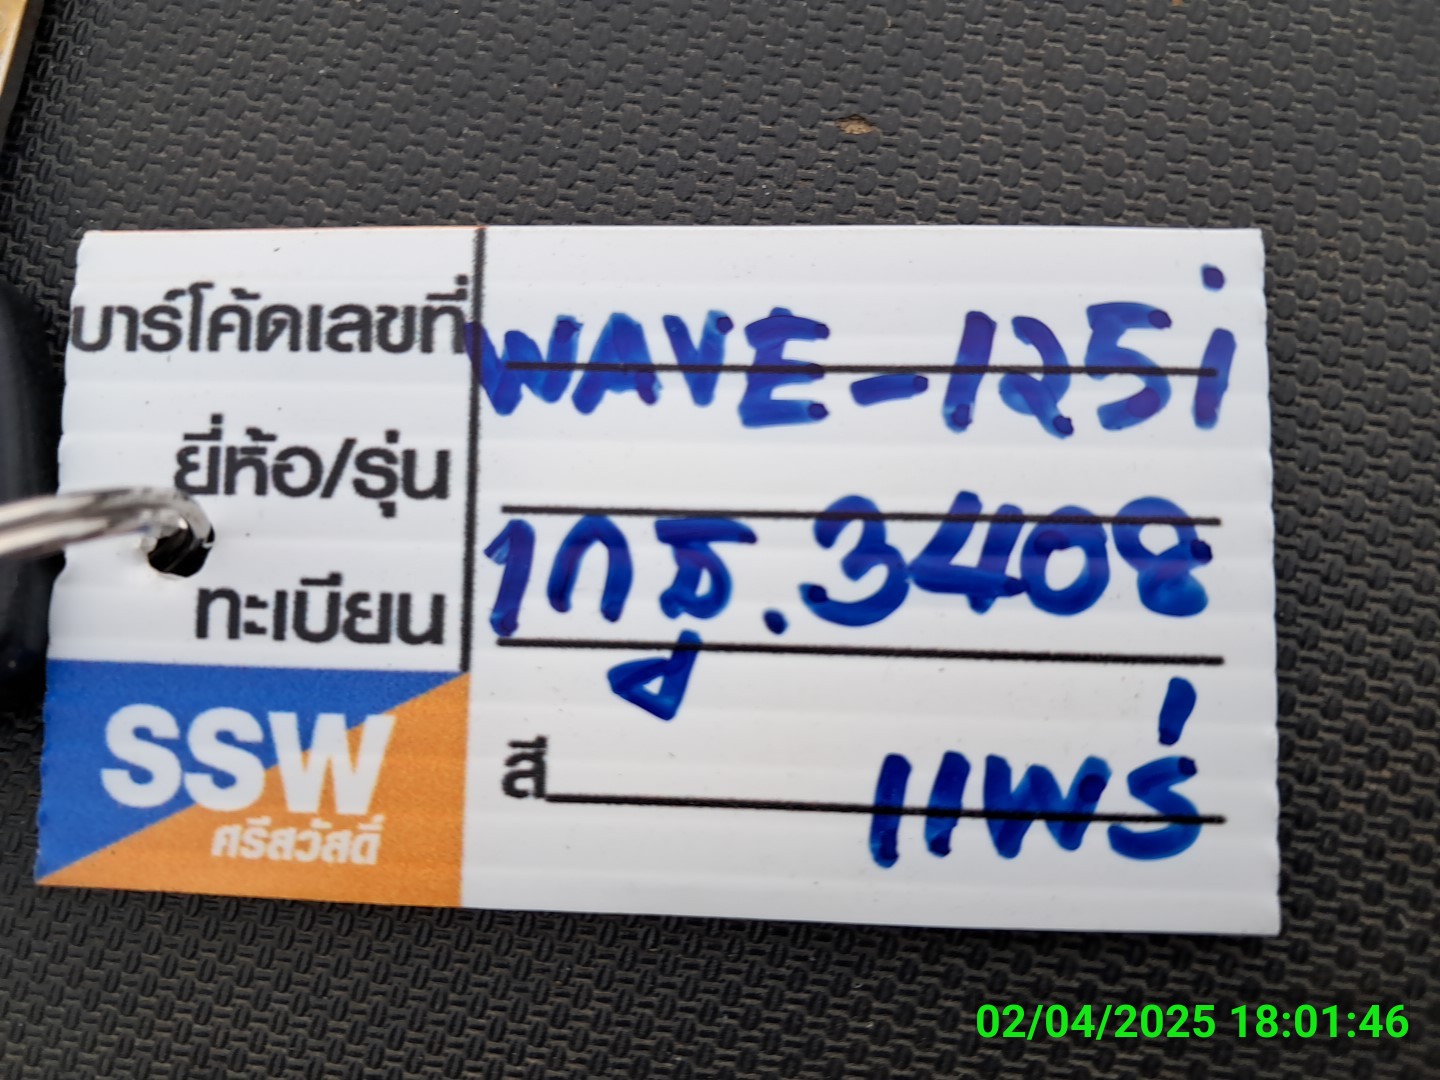 บาร์โค้ดเลขที่ WAVE-125i
ยี่ห้อ/รุ่น
ทะเบียน 1กฐ.3408
สี แพร่
SSW
ศรีสวัสดิ์
02/04/2025 18:01:46